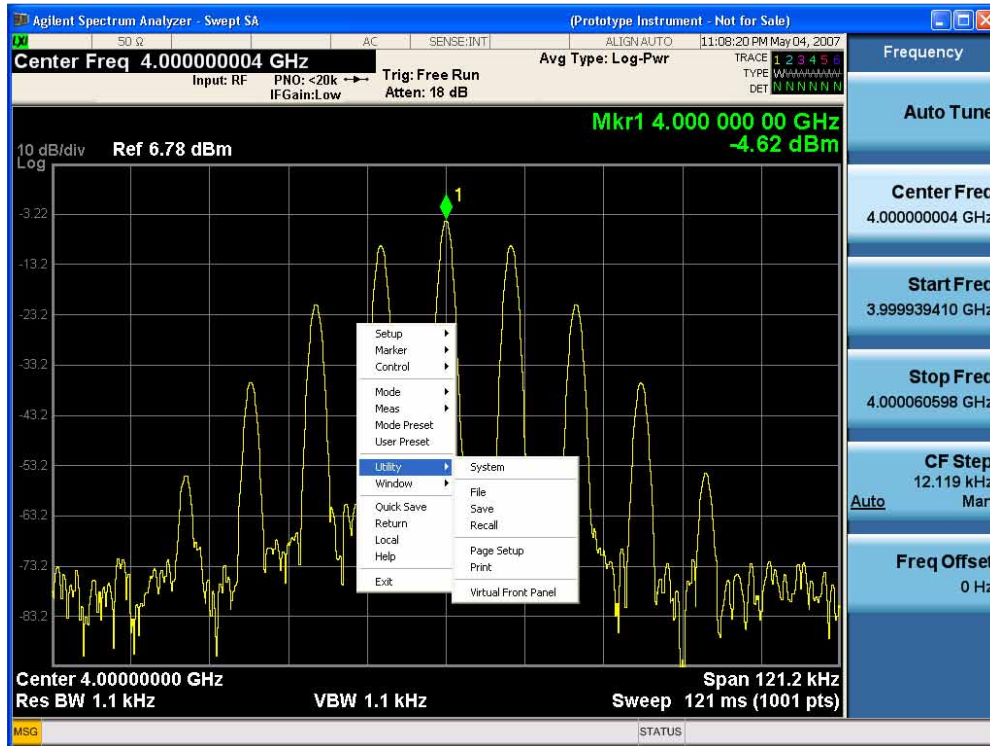 Agilent Spectrum Analyzer - Swept SA (Prototype Instrument - Not for Sale)
LXI 50 Ω AC SENSE:INT ALIGN AUTO 11:08:20 PM May 04, 2007
Center Freq 4.000000004 GHz
Input: RF PNO: <20k Trig: Free Run
IFGain:Low Atten: 18 dB
Avg Type: Log-Pwr
TRACE 1 2 3 4 5 6
TYPE
DET N N N N N N
Mkr1 4.000 000 00 GHz
-4.62 dBm
10 dB/div Ref 6.78 dBm
Log
1
-3.22
-13.2
-23.2
-33.2
-43.2
-53.2
-63.2
-73.2
-83.2
Setup
Marker
Control
Mode
Meas
Mode Preset
User Preset
Utility
Window
Quick Save
Return
Local
Help
Exit
System
File
Save
Recall
Page Setup
Print
Virtual Front Panel
Center 4.00000000 GHz Span 121.2 kHz
Res BW 1.1 kHz VBW 1.1 kHz Sweep 121 ms (1001 pts)
MSG STATUS
Frequency
Auto Tune
Center Freq
4.000000004 GHz
Start Freq
3.999939410 GHz
Stop Freq
4.000060598 GHz
CF Step
12.119 kHz
Auto Man
Freq Offset
0 Hz